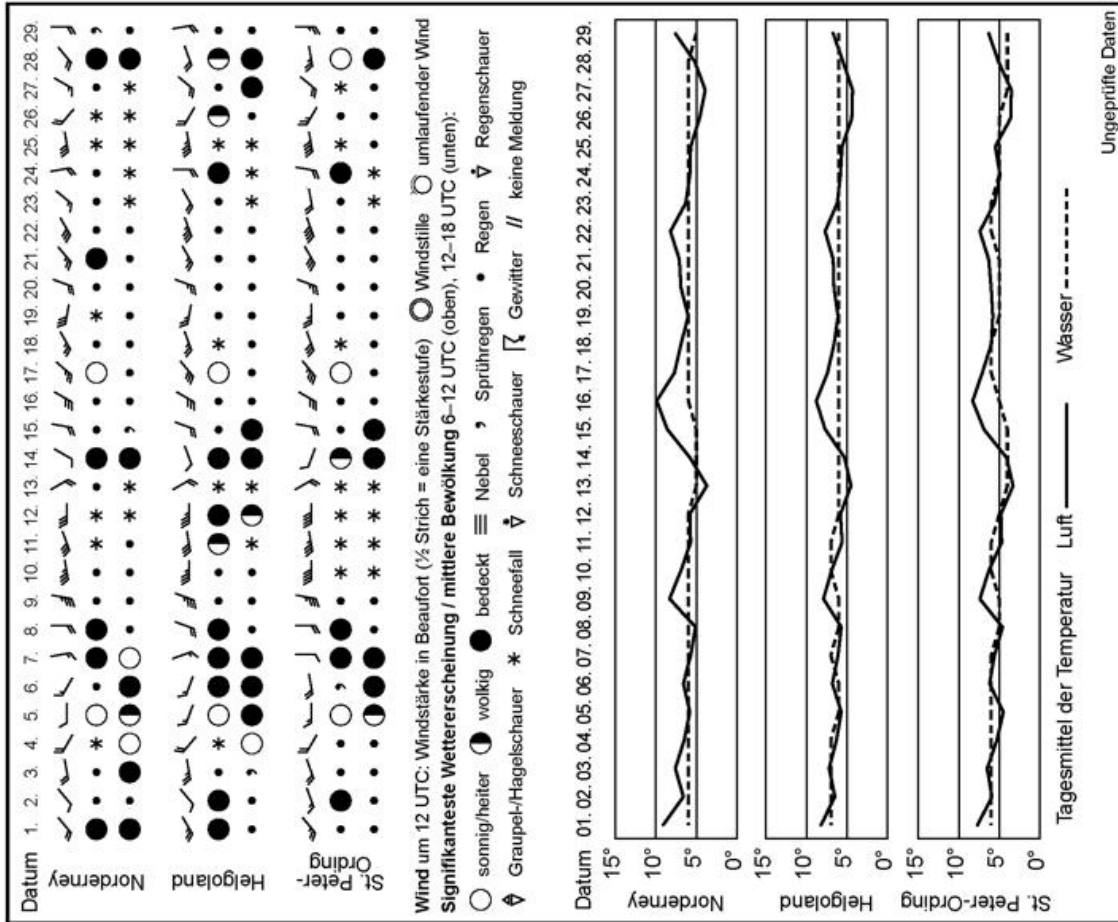 Datum 1. 2. 3. 4. 5. 6. 7. 8. 9. 10. 11. 12. 13. 14. 15. 16. 17. 18. 19. 20. 21. 22. 23. 24. 25. 26. 27. 28. 29.
Norderney
Helgoland
St. Peter-
Ording
Wind um 12 UTC: Windstärke in Beaufort (½ Strich = eine Stärkestufe) Windstille umlaufender Wind
Signifikanteste Wettererscheinung / mittlere Bewölkung 6–12 UTC (oben), 12–18 UTC (unten):
sonnig/heiter wolkig bedeckt Nebel Sprühregen Regen Regenschauer
Graupel-/Hagelschauer Schneefall Schneeschauer Gewitter // keine Meldung
Datum 01. 02. 03. 04. 05. 06. 07. 08. 09. 10. 11. 12. 13. 14. 15. 16. 17. 18. 19. 20. 21. 22. 23. 24. 25. 26. 27. 28. 29.
Norderney
15°
10°
5°
0°
Helgoland
15°
10°
5°
0°
St. Peter-Ording
15°
10°
5°
0°
Tagesmittel der Temperatur Luft Wasser
Ungeprüfte Daten